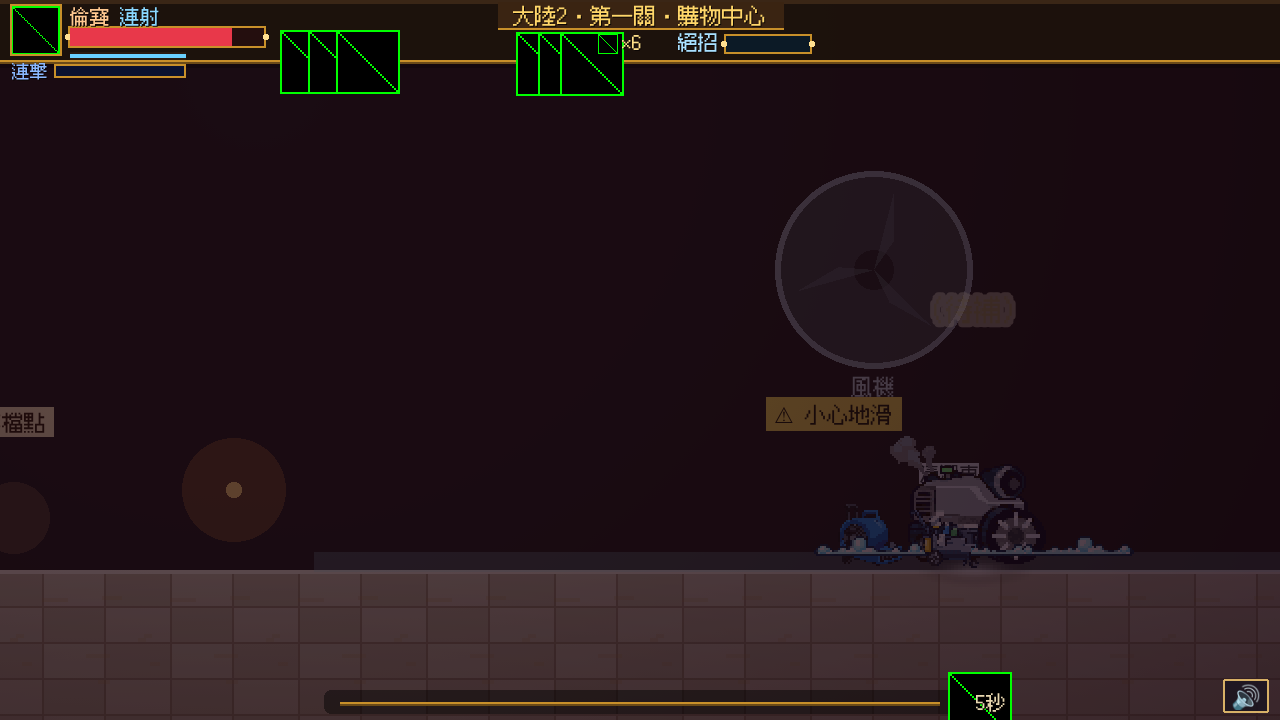 倫寶 連射
大陸2・第一關・購物中心
×6 絕招
連擊
風機
⚠ 小心地滑
檔點
5秒